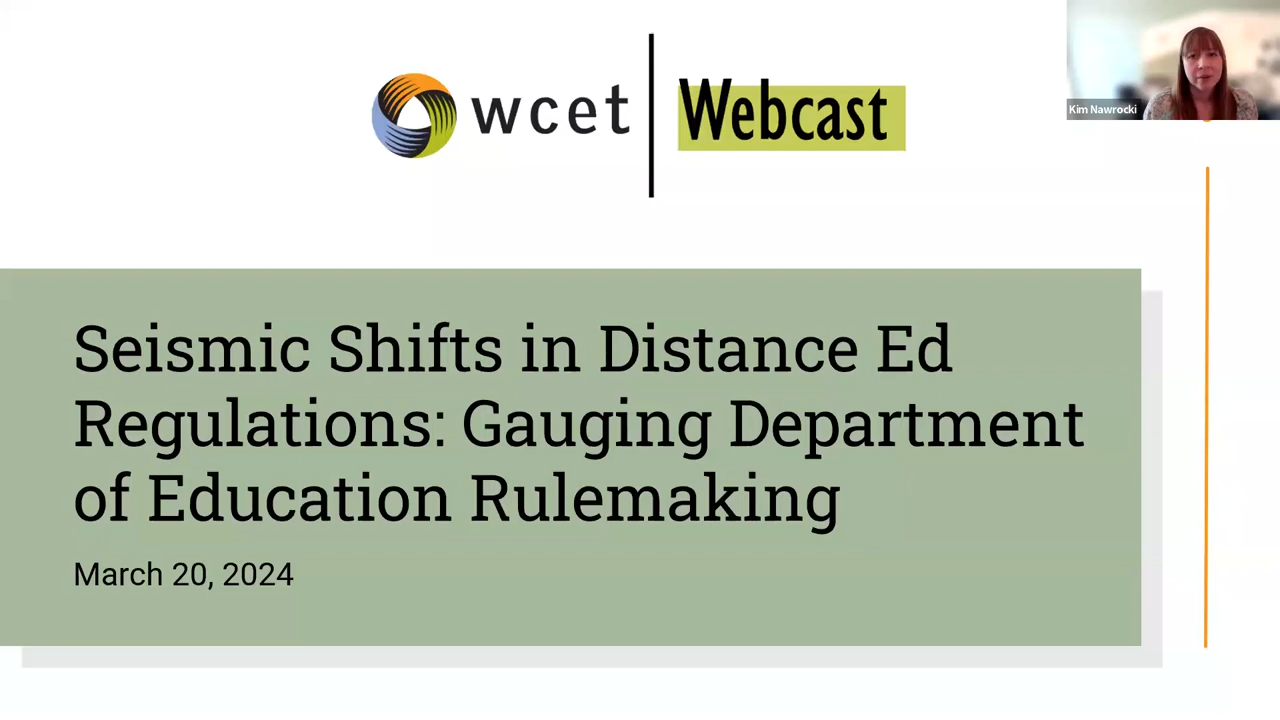 wcet
Webcast
Kim Nawrocki
Seismic Shifts in Distance Ed
Regulations: Gauging Department
of Education Rulemaking
March 20, 2024